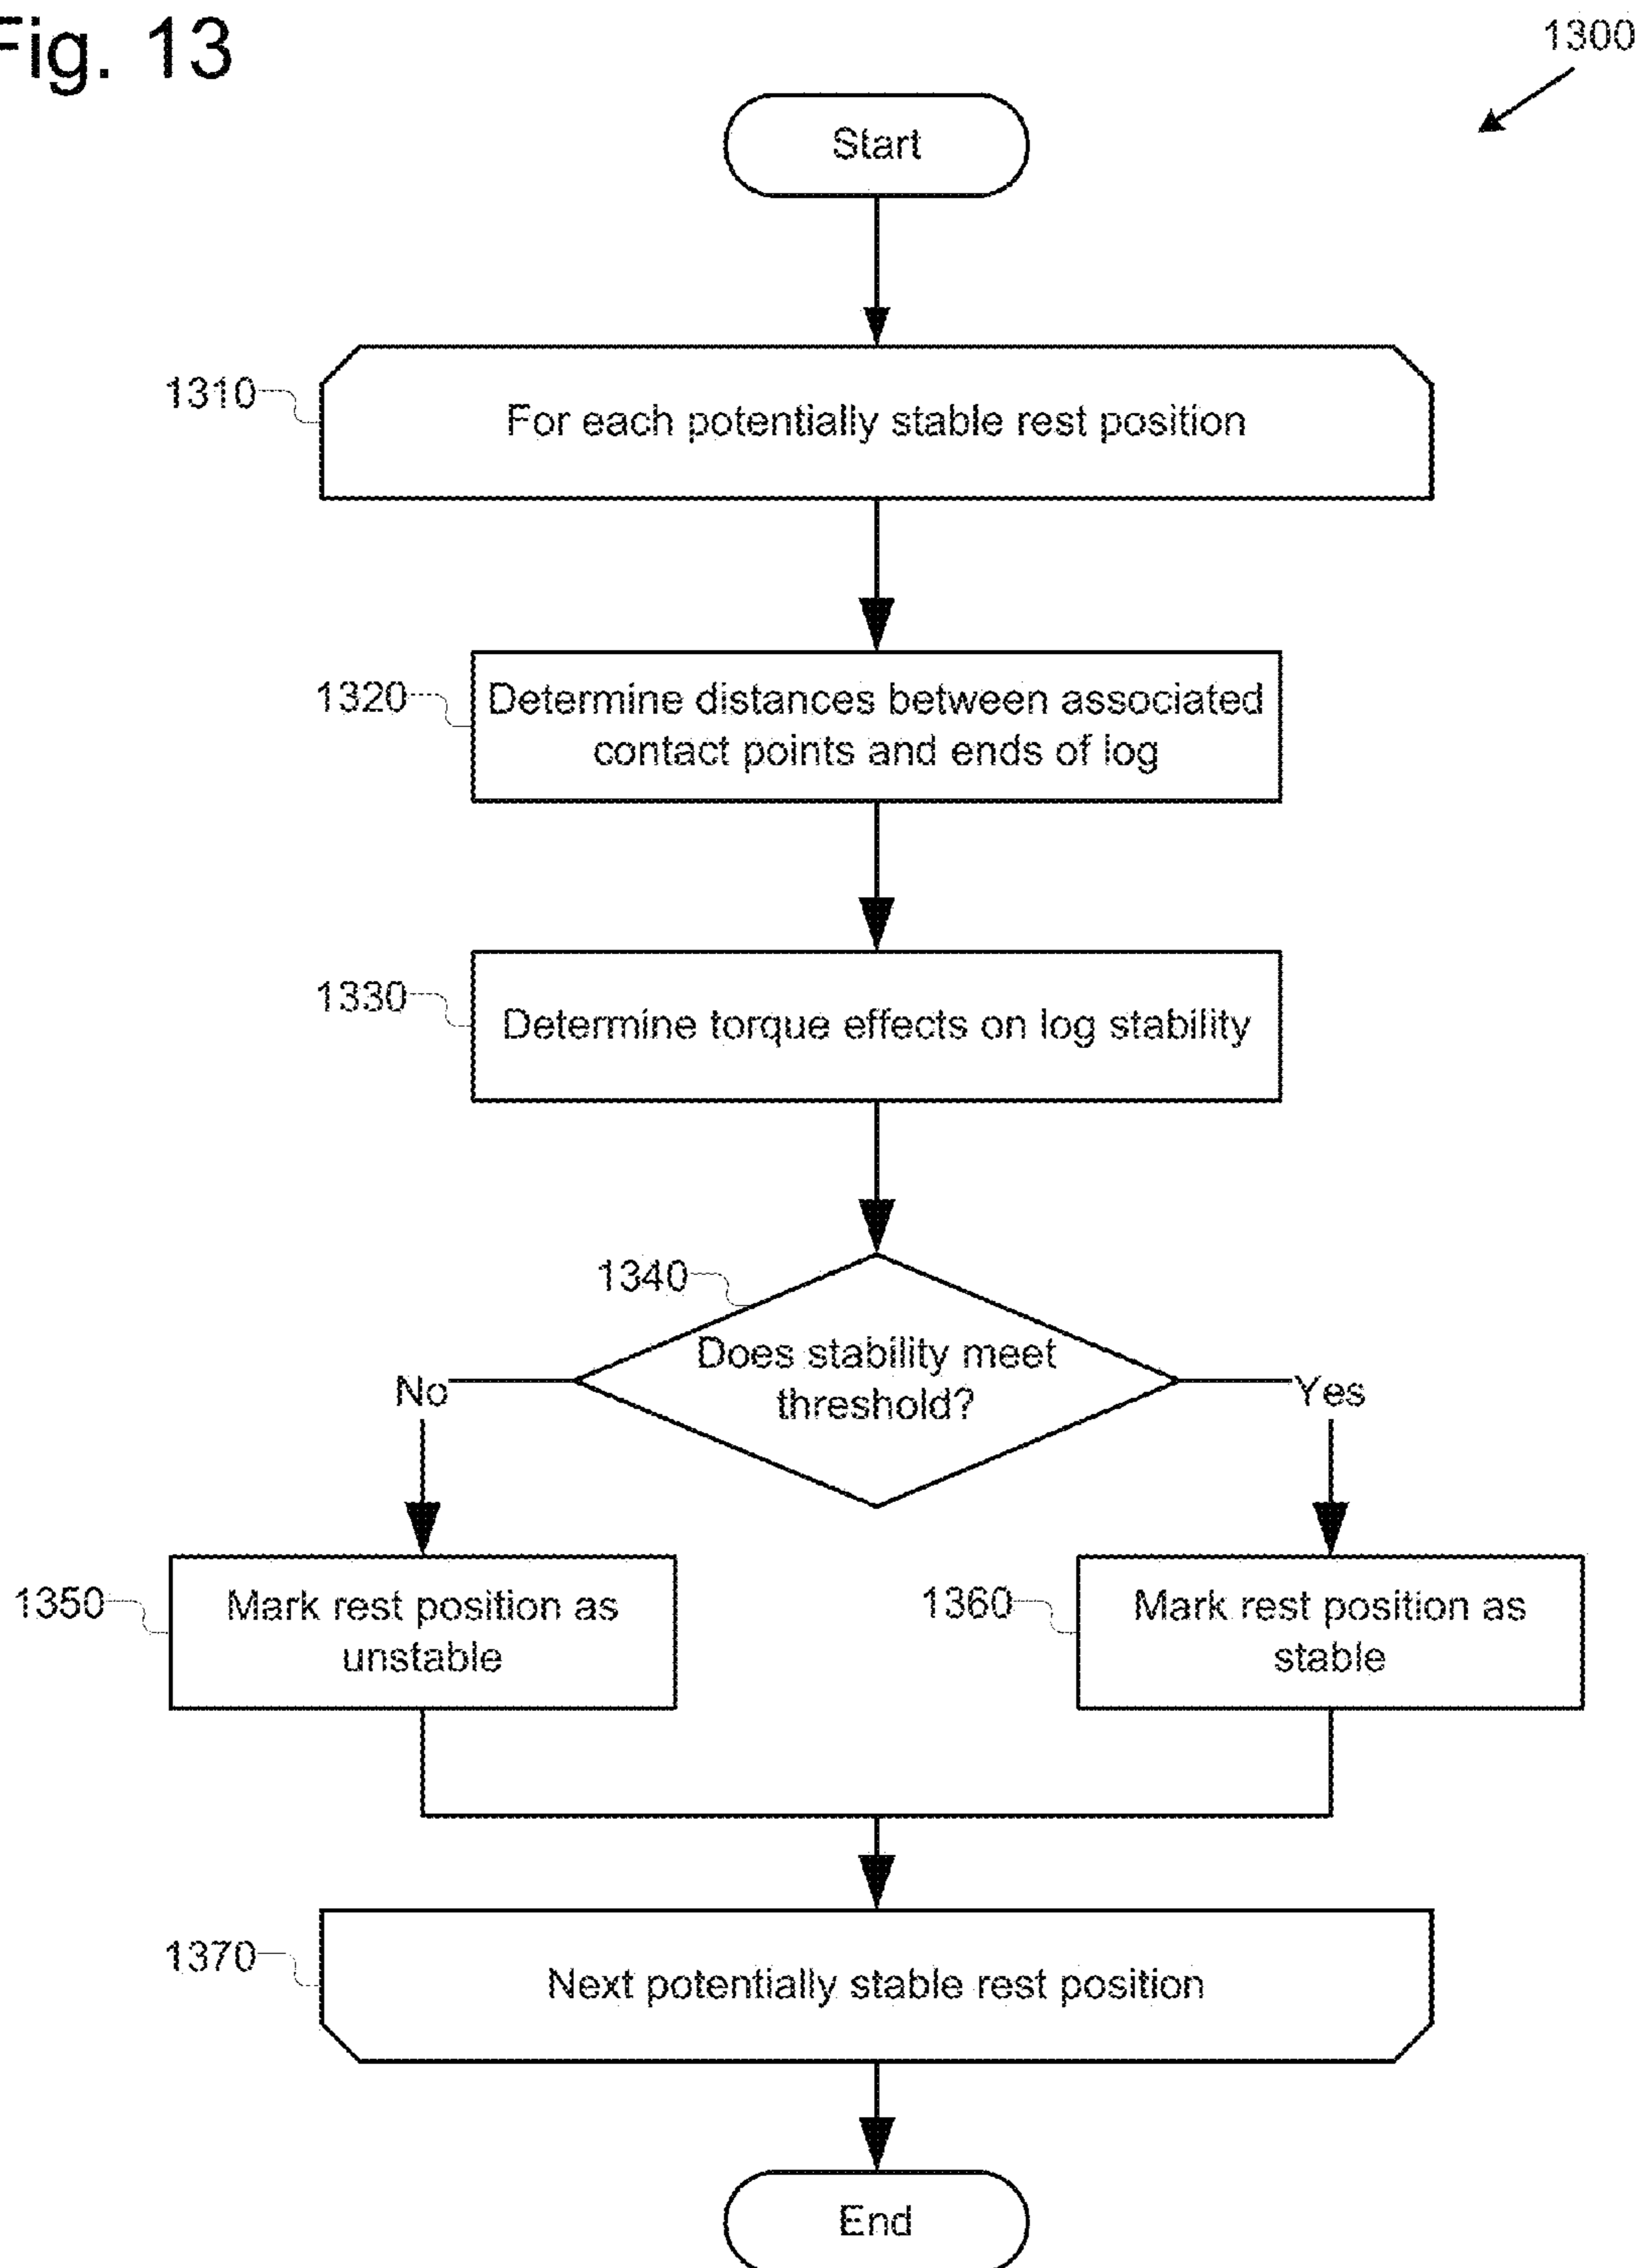 Fig. 13
1300
Start
1310
For each potentially stable rest position
1320
Determine distances between associated
contact points and ends of log
1330
Determine torque effects on log stability
1340
Does stability meet
threshold?
No
Yes
1350
Mark rest position as
unstable
1360
Mark rest position as
stable
1370
Next potentially stable rest position
End